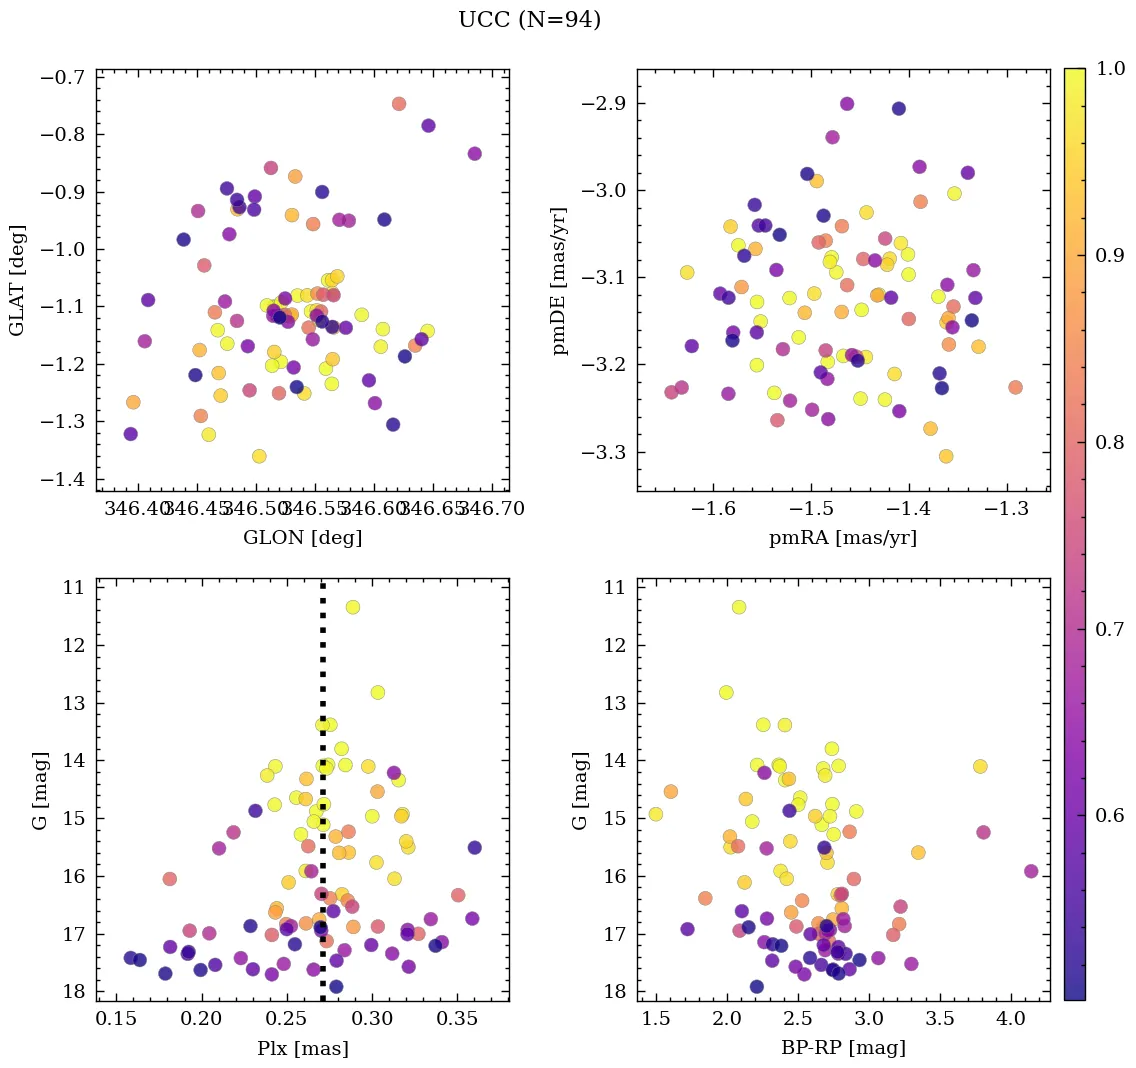 UCC (N=94)
−0.7
−0.8
−0.9
−1.0
−1.1
−1.2
−1.3
−1.4
GLAT [deg]
346.40 346.45 346.50 346.55 346.60 346.65 346.70
GLON [deg]
−2.9
−3.0
−3.1
−3.2
−3.3
pmDE [mas/yr]
−1.6 −1.5 −1.4 −1.3
pmRA [mas/yr]
11
12
13
14
15
16
17
18
G [mag]
0.15 0.20 0.25 0.30 0.35
Plx [mas]
11
12
13
14
15
16
17
18
G [mag]
1.5 2.0 2.5 3.0 3.5 4.0
BP-RP [mag]
1.0
0.9
0.8
0.7
0.6